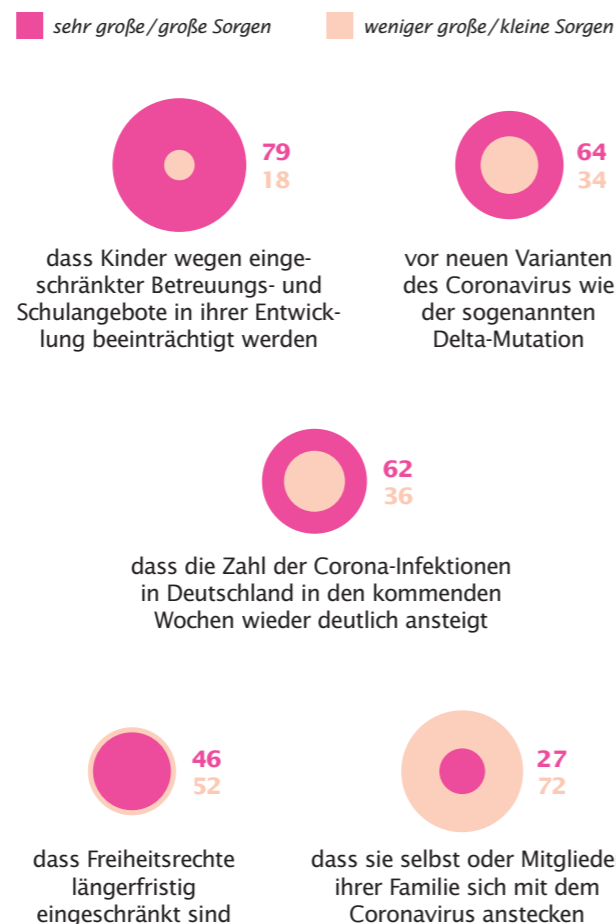 sehr große/große Sorgen
weniger große/kleine Sorgen
79
18
dass Kinder wegen einge-
schränkter Betreuungs- und
Schulangebote in ihrer Entwick-
lung beeinträchtigt werden
64
34
vor neuen Varianten
des Coronavirus wie
der sogenannten
Delta-Mutation
62
36
dass die Zahl der Corona-Infektionen
in Deutschland in den kommenden
Wochen wieder deutlich ansteigt
46
52
dass Freiheitsrechte
längerfristig
eingeschränkt sind
27
72
dass sie selbst oder Mitgliede
ihrer Familie sich mit dem
Coronavirus anstecken